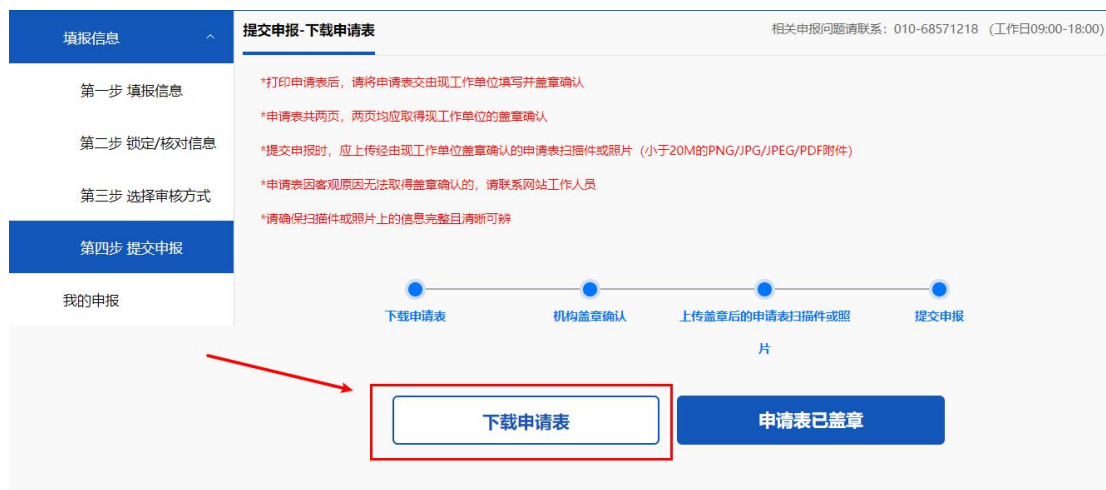 填报信息
第一步 填报信息
第二步 锁定/核对信息
第三步 选择审核方式
第四步 提交申报
我的申报
提交申报-下载申请表
相关申报问题请联系：010-68571218 (工作日09:00-18:00)
*打印申请表后，请将申请表交由现工作单位填写并盖章确认
*申请表共两页，两页均应取得现工作单位的盖章确认
*提交申报时，应上传经由现工作单位盖章确认的申请表扫描件或照片（小于20M的PNG/JPG/JPEG/PDF附件）
*申请表因客观原因无法取得盖章确认的，请联系网站工作人员
*请确保扫描件或照片上的信息完整且清晰可辨
下载申请表
机构盖章确认
上传盖章后的申请表扫描件或照
片
提交申报
下载申请表
申请表已盖章